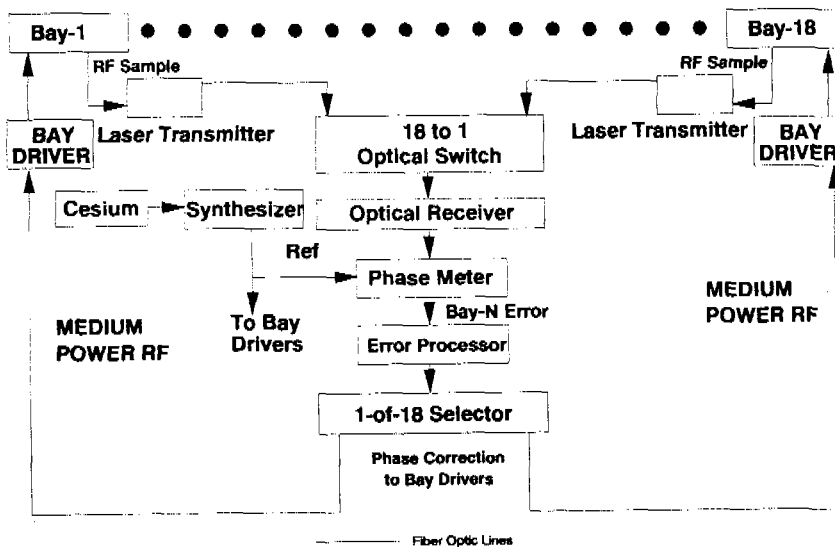 Bay-1
Bay-18
RF Sample
RF Sample
Laser Transmitter
Laser Transmitter
BAY
DRIVER
BAY
DRIVER
18 to 1
Optical Switch
Cesium
Synthesizer
Optical Receiver
Ref
Phase Meter
To Bay
Drivers
Bay-N Error
MEDIUM
POWER RF
MEDIUM
POWER RF
Error Processor
1-of-18 Selector
Phase Correction
to Bay Drivers
Fiber Optic Lines